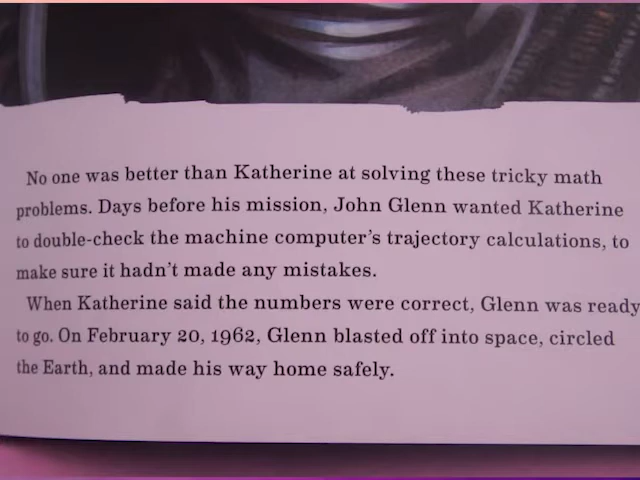 No one was better than Katherine at solving these tricky math
problems. Days before his mission, John Glenn wanted Katherine
to double-check the machine computer's trajectory calculations, to
make sure it hadn't made any mistakes.
When Katherine said the numbers were correct, Glenn was ready
to go. On February 20, 1962, Glenn blasted off into space, circled
the Earth, and made his way home safely.